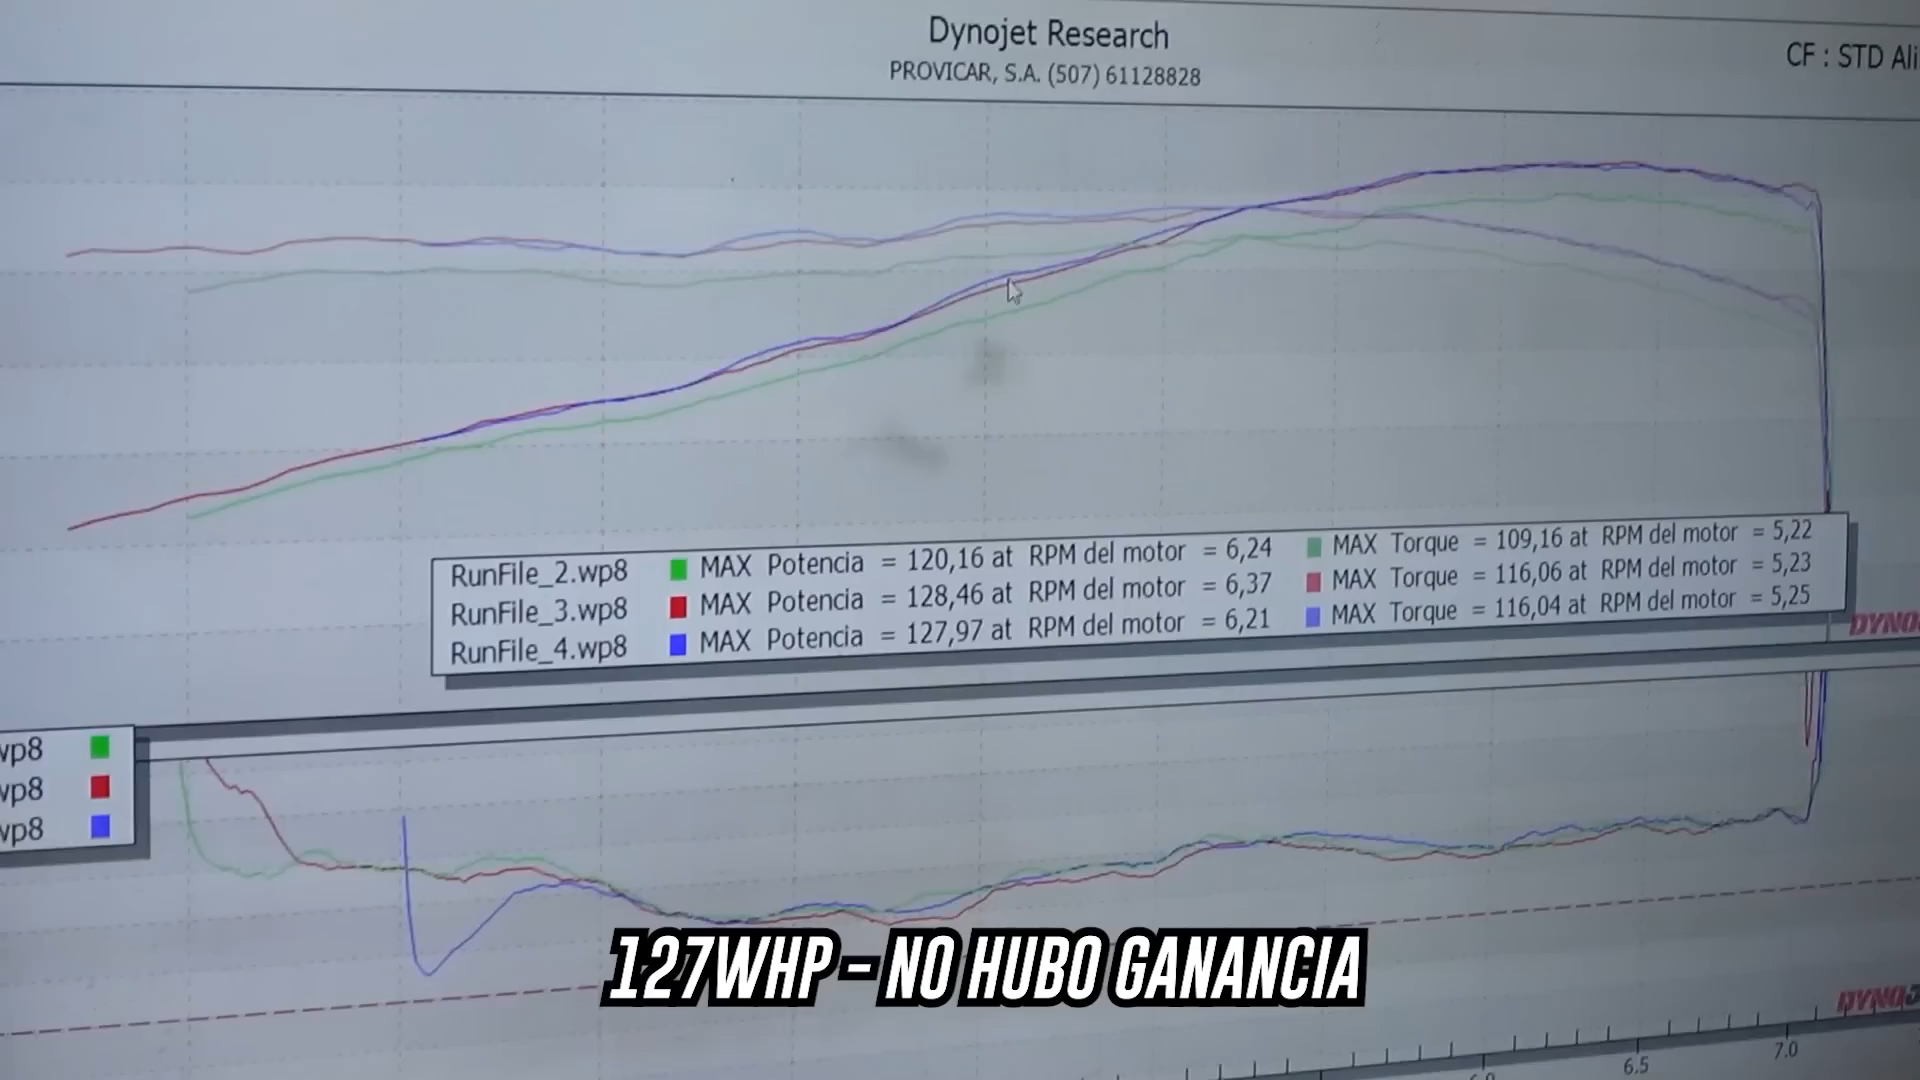 Dynojet Research
PROVICAR, S.A. (507) 61128828
CF : STD Ali
RunFile_2.wp8 MAX Potencia = 120,16 at RPM del motor = 6,24 MAX Torque = 109,16 at RPM del motor = 5,22
RunFile_3.wp8 MAX Potencia = 128,46 at RPM del motor = 6,37 MAX Torque = 116,06 at RPM del motor = 5,23
RunFile_4.wp8 MAX Potencia = 127,97 at RPM del motor = 6,21 MAX Torque = 116,04 at RPM del motor = 5,25
DYNO
wp8
wp8
wp8
127WHP - NO HUBO GANANCIA
DYNO
6.5
7.0